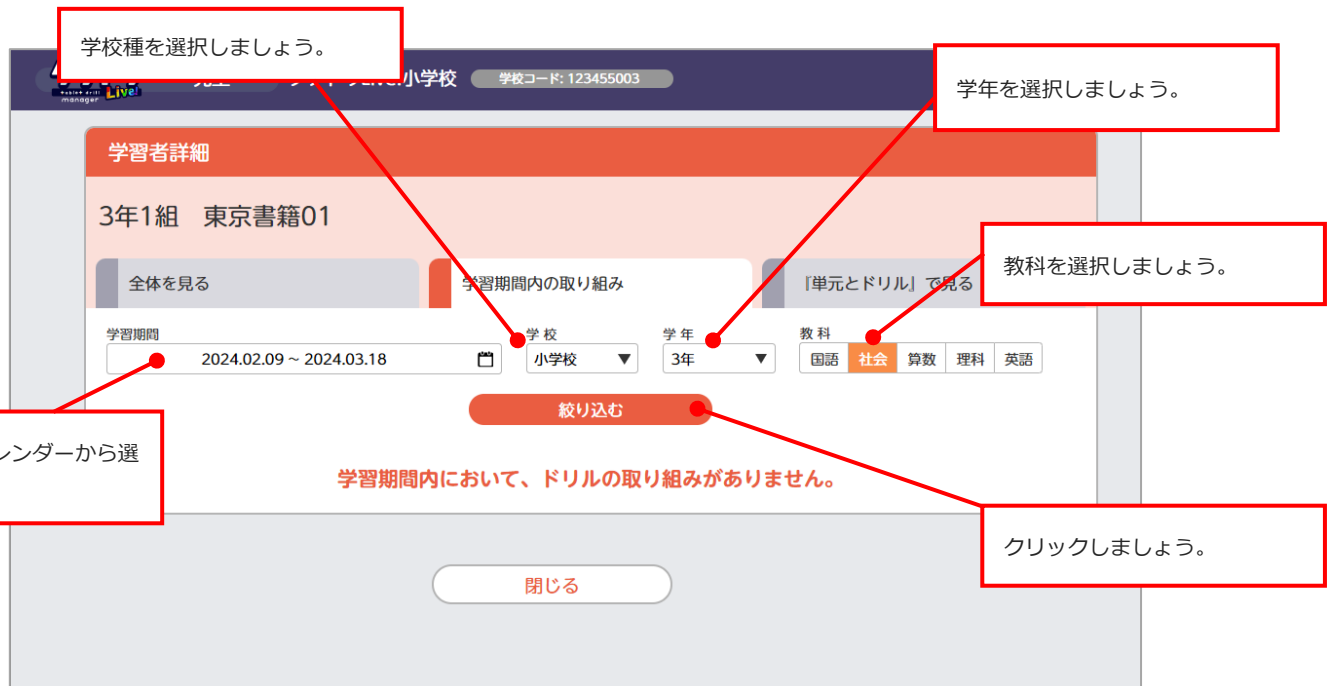 学校種を選択しましょう。
小学校
学校コード: 123455003
tablet drill
manager Live!
学年を選択しましょう。
学習者詳細
3年1組 東京書籍01
教科を選択しましょう。
全体を見る
学習期間内の取り組み
『単元とドリル』で見る
学習期間
学校
学年
教科
2024.02.09 ~ 2024.03.18
小学校 ▼
3年 ▼
国語 社会 算数 理科 英語
絞り込む
レンダーから選
学習期間内において、ドリルの取り組みがありません。
クリックしましょう。
閉じる